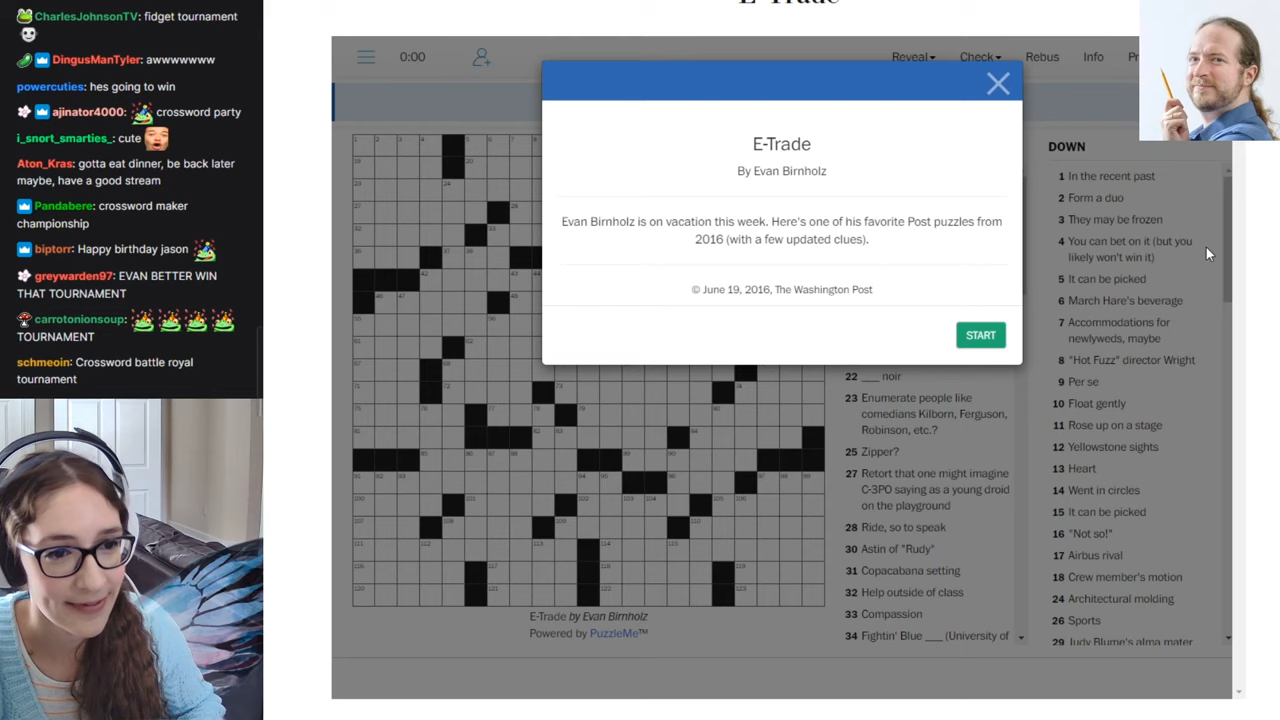 CharlesJohnsonTV: fidget tournament
DingusManTyler: awwwwwww
powercuties: hes going to win
ajinator4000: crossword party
i_snort_smarties_: cute
Aton_Kras: gotta eat dinner, be back later
maybe, have a good stream
Pandabere: crossword maker
championship
biptorr: Happy birthday jason
greywarden97: EVAN BETTER WIN
THAT TOURNAMENT
carrotonionsoup:
TOURNAMENT
schmeoin: Crossword battle royal
tournament
E-Trade
0:00
Reveal
Check
Rebus
Info
E-Trade
By Evan Birnholz
Evan Birnholz is on vacation this week. Here's one of his favorite Post puzzles from
2016 (with a few updated clues).
© June 19, 2016, The Washington Post
START
22 ___ noir
23 Enumerate people like
comedians Kilborn, Ferguson,
Robinson, etc.?
25 Zipper?
27 Retort that one might imagine
C-3PO saying as a young droid
on the playground
28 Ride, so to speak
30 Astin of "Rudy"
31 Copacabana setting
32 Help outside of class
33 Compassion
34 Fightin' Blue ___ (University of
DOWN
1 In the recent past
2 Form a duo
3 They may be frozen
4 You can bet on it (but you
likely won't win it)
5 It can be picked
6 March Hare's beverage
7 Accommodations for
newlyweds, maybe
8 "Hot Fuzz" director Wright
9 Per se
10 Float gently
11 Rose up on a stage
12 Yellowstone sights
13 Heart
14 Went in circles
15 It can be picked
16 "Not so!"
17 Airbus rival
18 Crew member's motion
24 Architectural molding
26 Sports
29 Judy Blume's alma mater
E-Trade by Evan Birnholz
Powered by PuzzleMe™